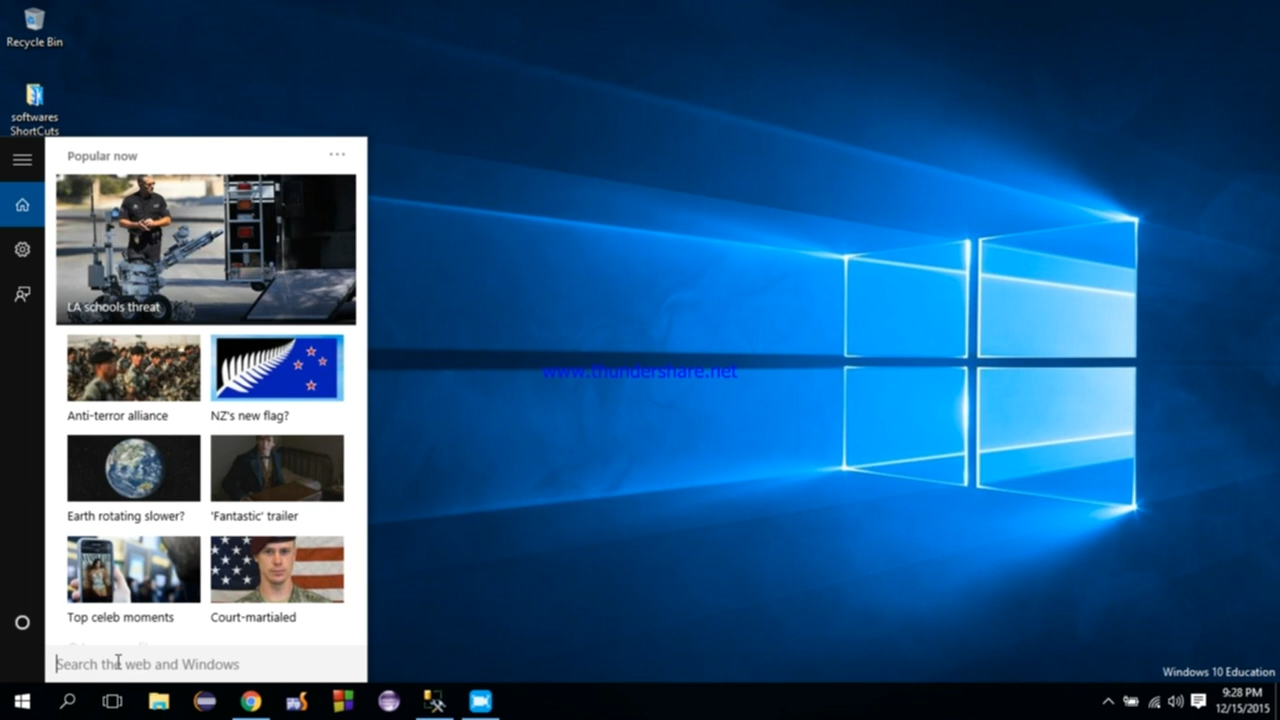 Recycle Bin
softwares
ShortCuts
Popular now
LA schools threat
Anti-terror alliance
NZ's new flag?
Earth rotating slower?
'Fantastic' trailer
Top celeb moments
Court-martialed
Search the web and Windows
www.thundershare.net
Windows 10 Education
9:28 PM
12/15/2015